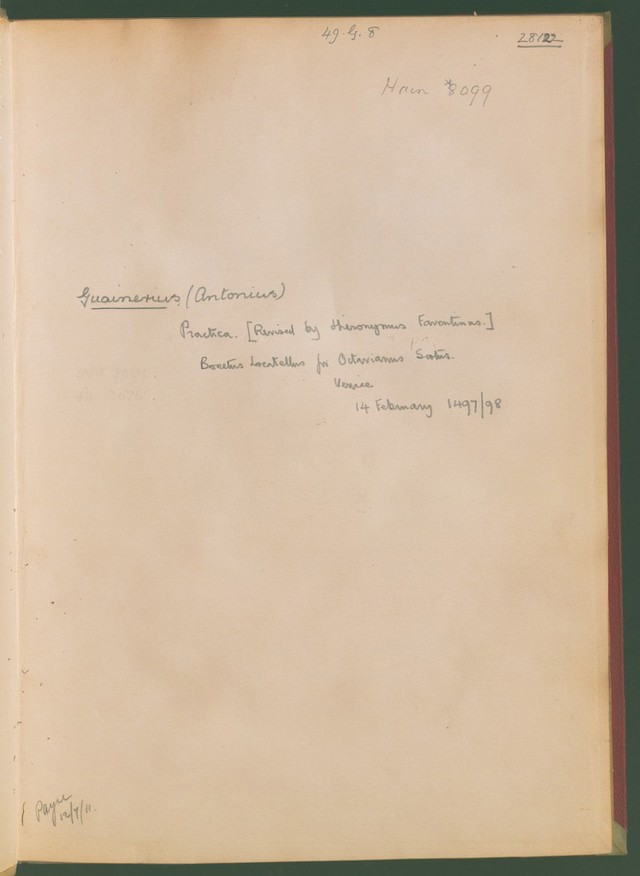 49. G. 8
28122
Hain *8099
Guainerius (Antonius)
Practica. [Revised by Hieronymus Faventinus.]
Bonetus Locatellus for Octavianus Scotus.
Venice
14 February 1497/98
Payne
12/7/11.